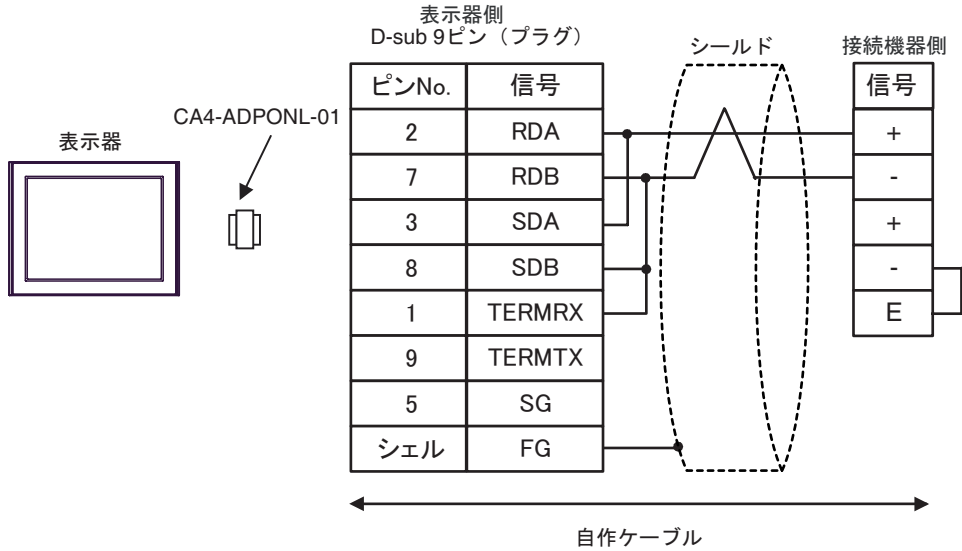 表示器側
D-sub 9ピン（プラグ）
シールド
接続機器側
CA4-ADPONL-01
表示器
ピンNo. 信号
2 RDA
7 RDB
3 SDA
8 SDB
1 TERMRX
9 TERMTX
5 SG
シェル FG
信号
+
-
+
-
E
自作ケーブル